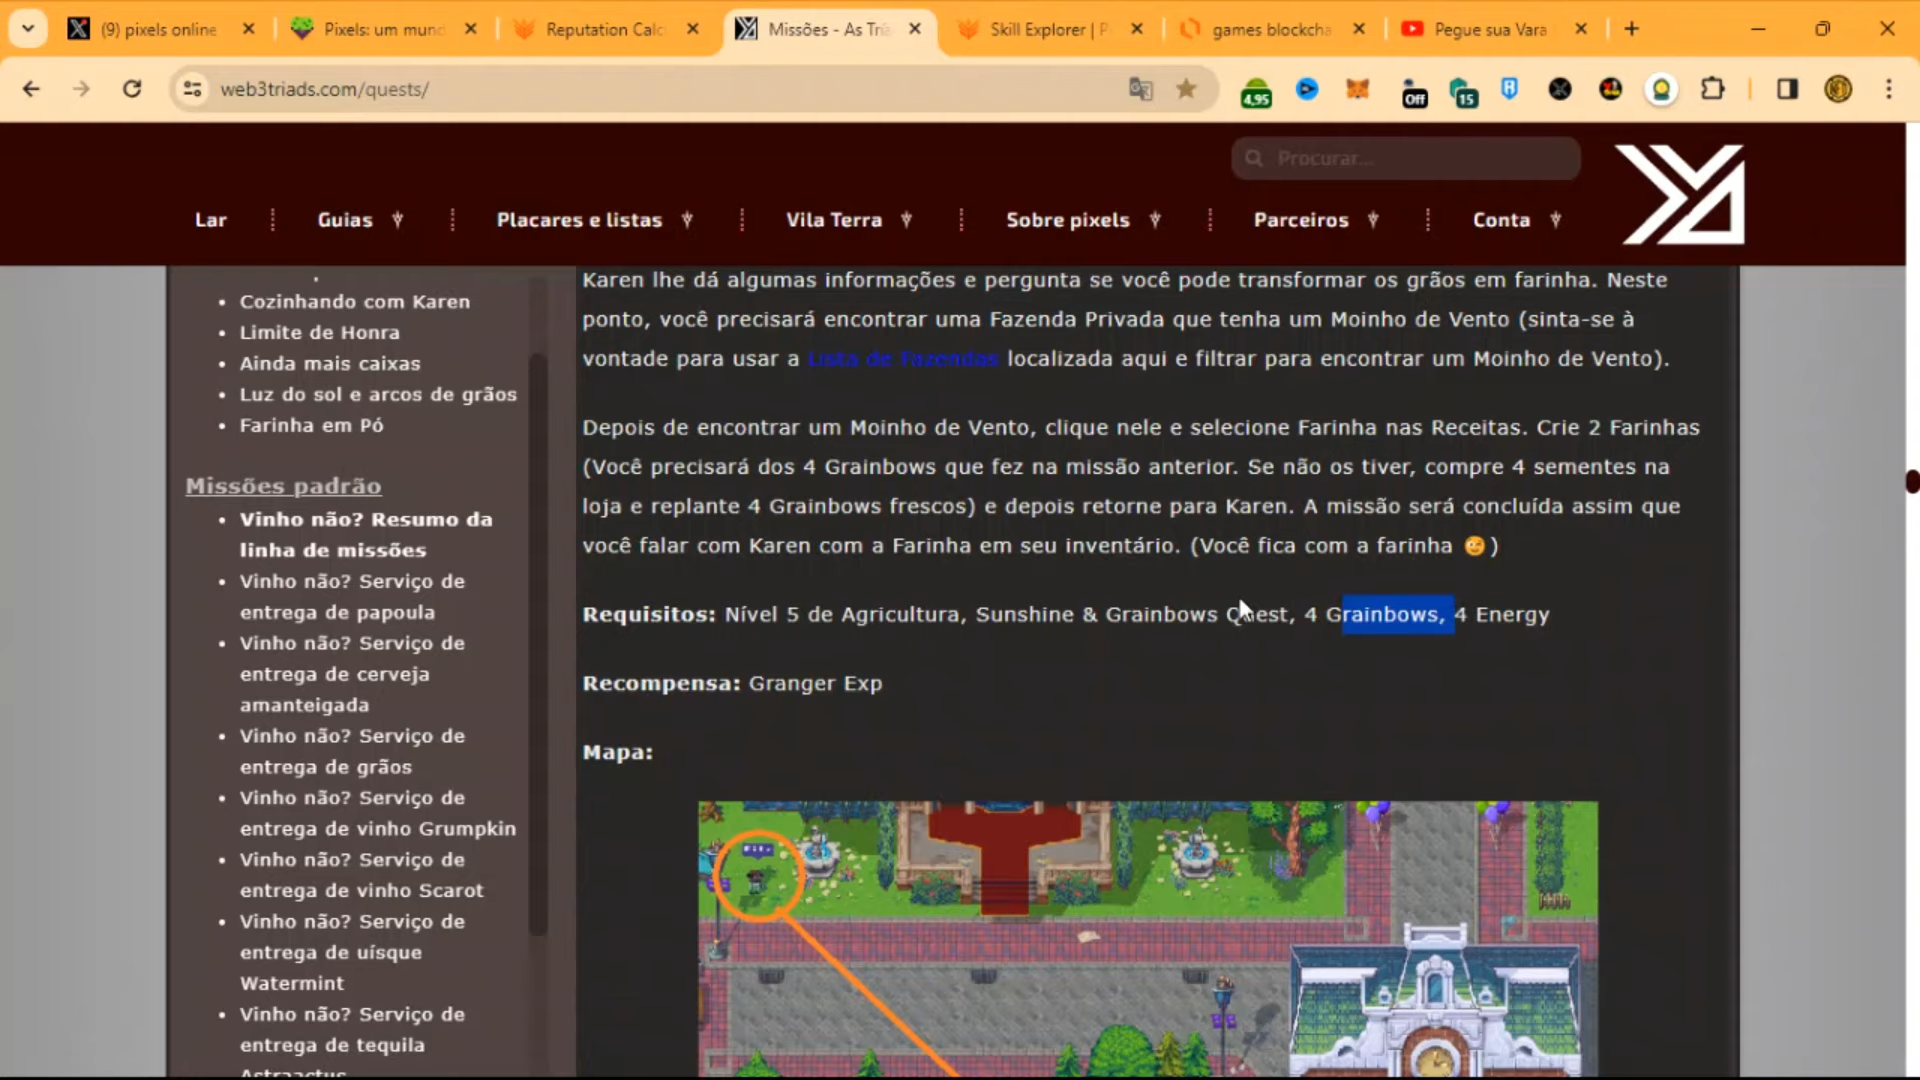 (9) pixels online
Pixels: um mund
Reputation Calc
Missões - As Tría
Skill Explorer | P
games blockcha
Pegue sua Vara
web3triads.com/quests/
4,95
Off
15
Procurar...
Lar
Guias
Placares e listas
Vila Terra
Sobre pixels
Parceiros
Conta
Cozinhando com Karen
Limite de Honra
Ainda mais caixas
Luz do sol e arcos de grãos
Farinha em Pó
Missões padrão
Vinho não? Resumo da
linha de missões
Vinho não? Serviço de
entrega de papoula
Vinho não? Serviço de
entrega de cerveja
amanteigada
Vinho não? Serviço de
entrega de grãos
Vinho não? Serviço de
entrega de vinho Grumpkin
Vinho não? Serviço de
entrega de vinho Scarot
Vinho não? Serviço de
entrega de uísque
Watermint
Vinho não? Serviço de
entrega de tequila
Astraactus
Karen lhe dá algumas informações e pergunta se você pode transformar os grãos em farinha. Neste
ponto, você precisará encontrar uma Fazenda Privada que tenha um Moinho de Vento (sinta-se à
vontade para usar a Lista de Fazendas localizada aqui e filtrar para encontrar um Moinho de Vento).
Depois de encontrar um Moinho de Vento, clique nele e selecione Farinha nas Receitas. Crie 2 Farinhas
(Você precisará dos 4 Grainbows que fez na missão anterior. Se não os tiver, compre 4 sementes na
loja e replante 4 Grainbows frescos) e depois retorne para Karen. A missão será concluída assim que
você falar com Karen com a Farinha em seu inventário. (Você fica com a farinha 😉)
Requisitos: Nível 5 de Agricultura, Sunshine & Grainbows Quest, 4 Grainbows, 4 Energy
Recompensa: Granger Exp
Mapa: